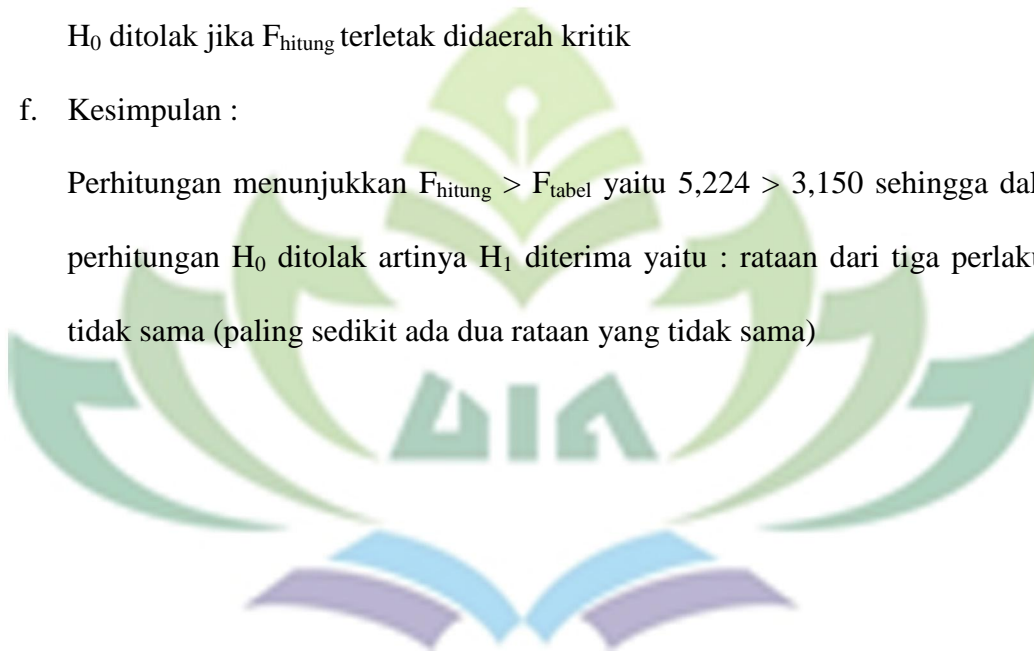 H₀ ditolak jika Fhitung terletak didaerah kritik
f. Kesimpulan :
Perhitungan menunjukkan Fhitung > Ftabel yaitu 5,224 > 3,150 sehingga
perhitungan H₀ ditolak artinya H₁ diterima yaitu : rataan dari tiga
tidak sama (paling sedikit ada dua rataan yang tidak sama)
UIN